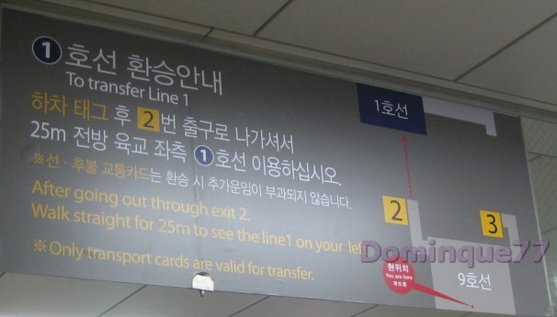 1 호선 환승안내
To transfer Line 1
하차 태그 후 2 번 출구로 나가셔서
25m 전방 육교 좌측 1 호선 이용하십시오.
※선·후불 교통카드는 환승 시 추가운임이 부과되지 않습니다.
After going out through exit 2.
Walk straight for 25m to see the line1 on your left
※Only transport cards are valid for transfer.
1호선
2
3
현위치
You are here
9호선
Dominque77